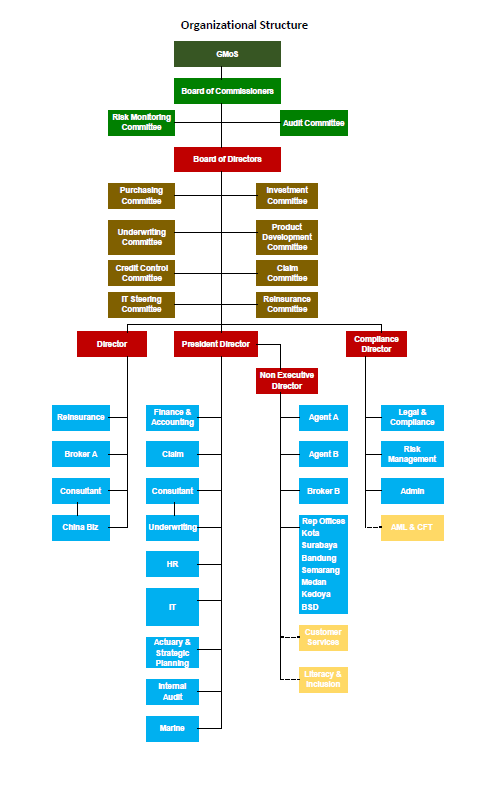 Organizational Structure
GMoS
Board of Commissioners
Risk Monitoring
Committee
Audit Committee
Board of Directors
Purchasing
Committee
Investment
Committee
Underwriting
Committee
Product
Development
Committee
Credit Control
Committee
Claim
Committee
IT Steering
Committee
Reinsurance
Committee
Director
President Director
Compliance
Director
Non Executive
Director
Reinsurance
Finance &
Accounting
Agent A
Legal &
Compliance
Broker A
Claim
Agent B
Risk
Management
Consultant
Consultant
Broker B
Admin
China Biz
Underwriting
Rep Offices
Kota
Surabaya
Bandung
Semarang
Medan
Kedoya
BSD
AML & CFT
HR
IT
Customer
Services
Actuary &
Strategic
Planning
Literacy &
Inclusion
Internal
Audit
Marine